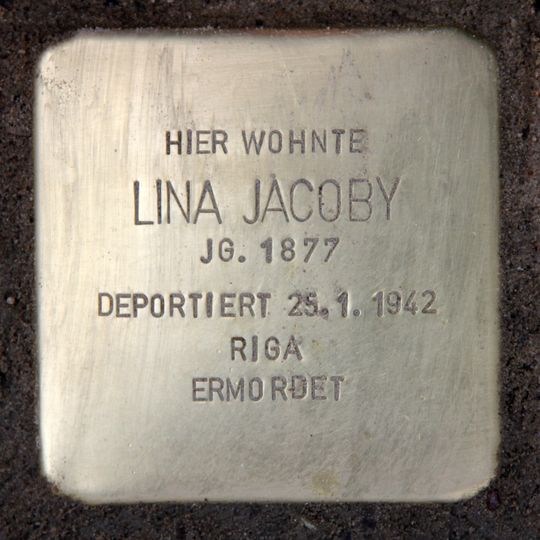 HIER WOHNTE
LINA JACOBY
JG. 1877
DEPORTIERT 25.1.1942
RIGA
ERMORDET